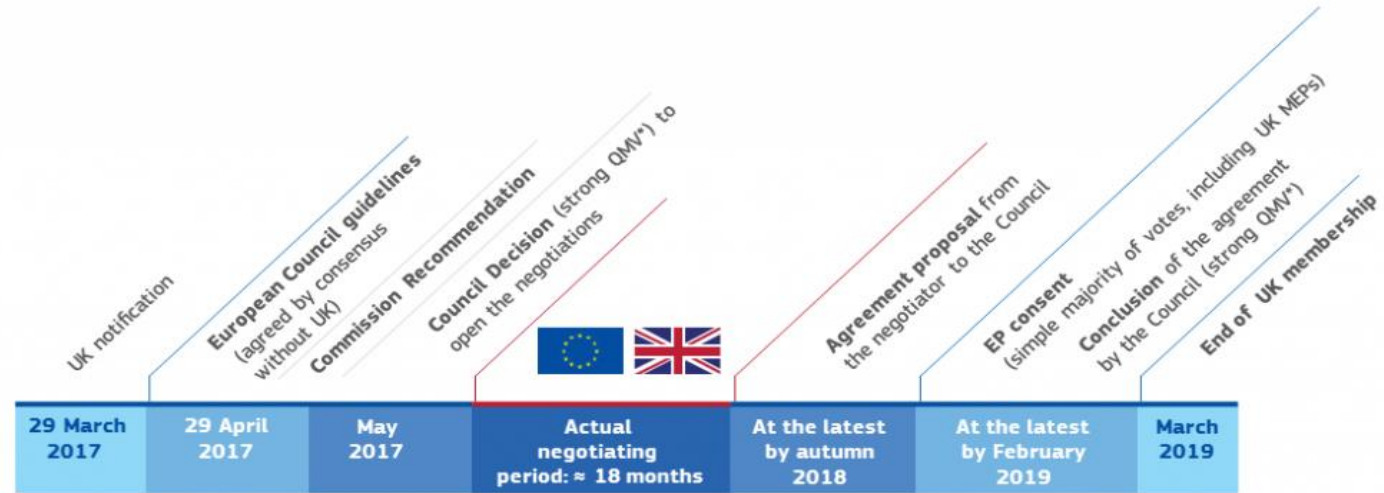 UK notification
European Council guidelines
(agreed by consensus
without UK)
Commission Recommendation
Council Decision (strong QMV*) to
open the negotiations
Agreement proposal from
the negotiator to the Council
EP consent
(simple majority of votes, including UK MEPs)
Conclusion of the agreement
by the Council (strong QMV*)
End of UK membership
29 March
2017
29 April
2017
May
2017
Actual
negotiating
period: ≈ 18 months
At the latest
by autumn
2018
At the latest
by February
2019
March
2019